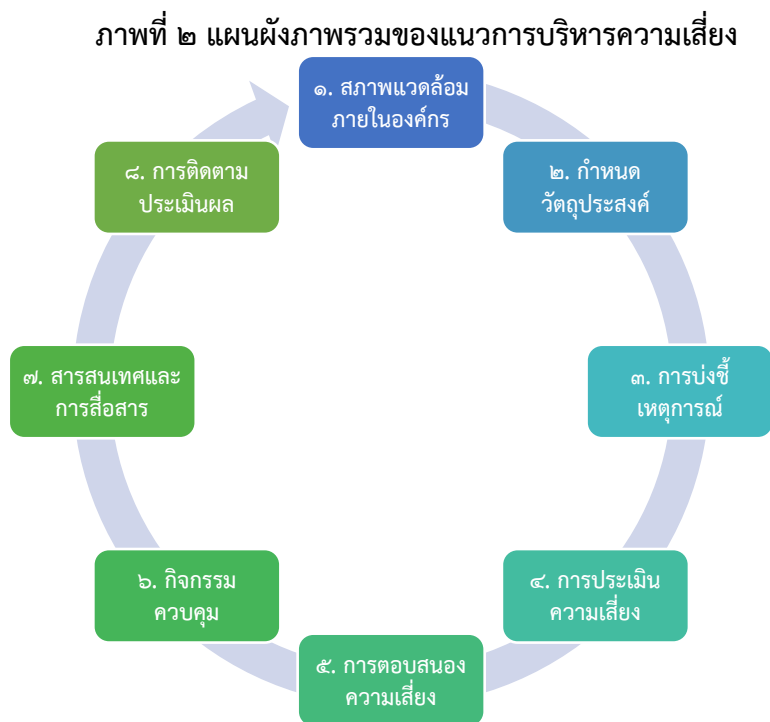 ภาพที่ ๒ แผนผังภาพรวมของแนวการบริหารความเสี่ยง
๑. สภาพแวดล้อม
ภายในองค์กร
๒. กำหนด
วัตถุประสงค์
๓. การบ่งชี้
เหตุการณ์
๔. การประเมิน
ความเสี่ยง
๕. การตอบสนอง
ความเสี่ยง
๖. กิจกรรม
ควบคุม
๗. สารสนเทศและ
การสื่อสาร
๘. การติดตาม
ประเมินผล